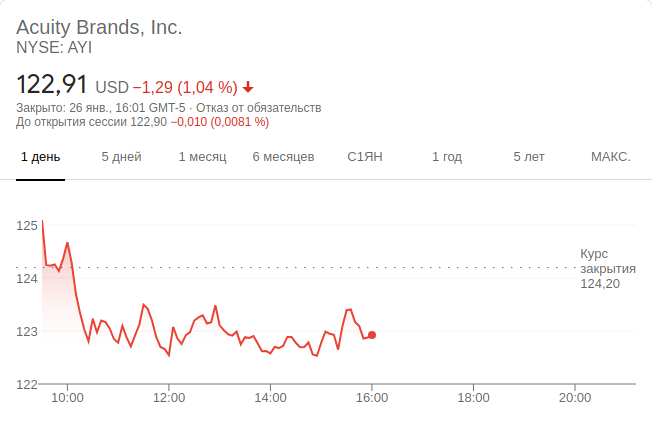 Acuity Brands, Inc.
NYSE: AYI
122,91 USD −1,29 (1,04 %)
Закрыто: 26 янв., 16:01 GMT-5 · Отказ от обязательств
До открытия сессии 122,90 −0,010 (0,0081 %)
1 день 5 дней 1 месяц 6 месяцев С1ЯН 1 год 5 лет МАКС.
125
Курс
124
закрытия
124,20
123
122
10:00 12:00 14:00 16:00 18:00 20:00